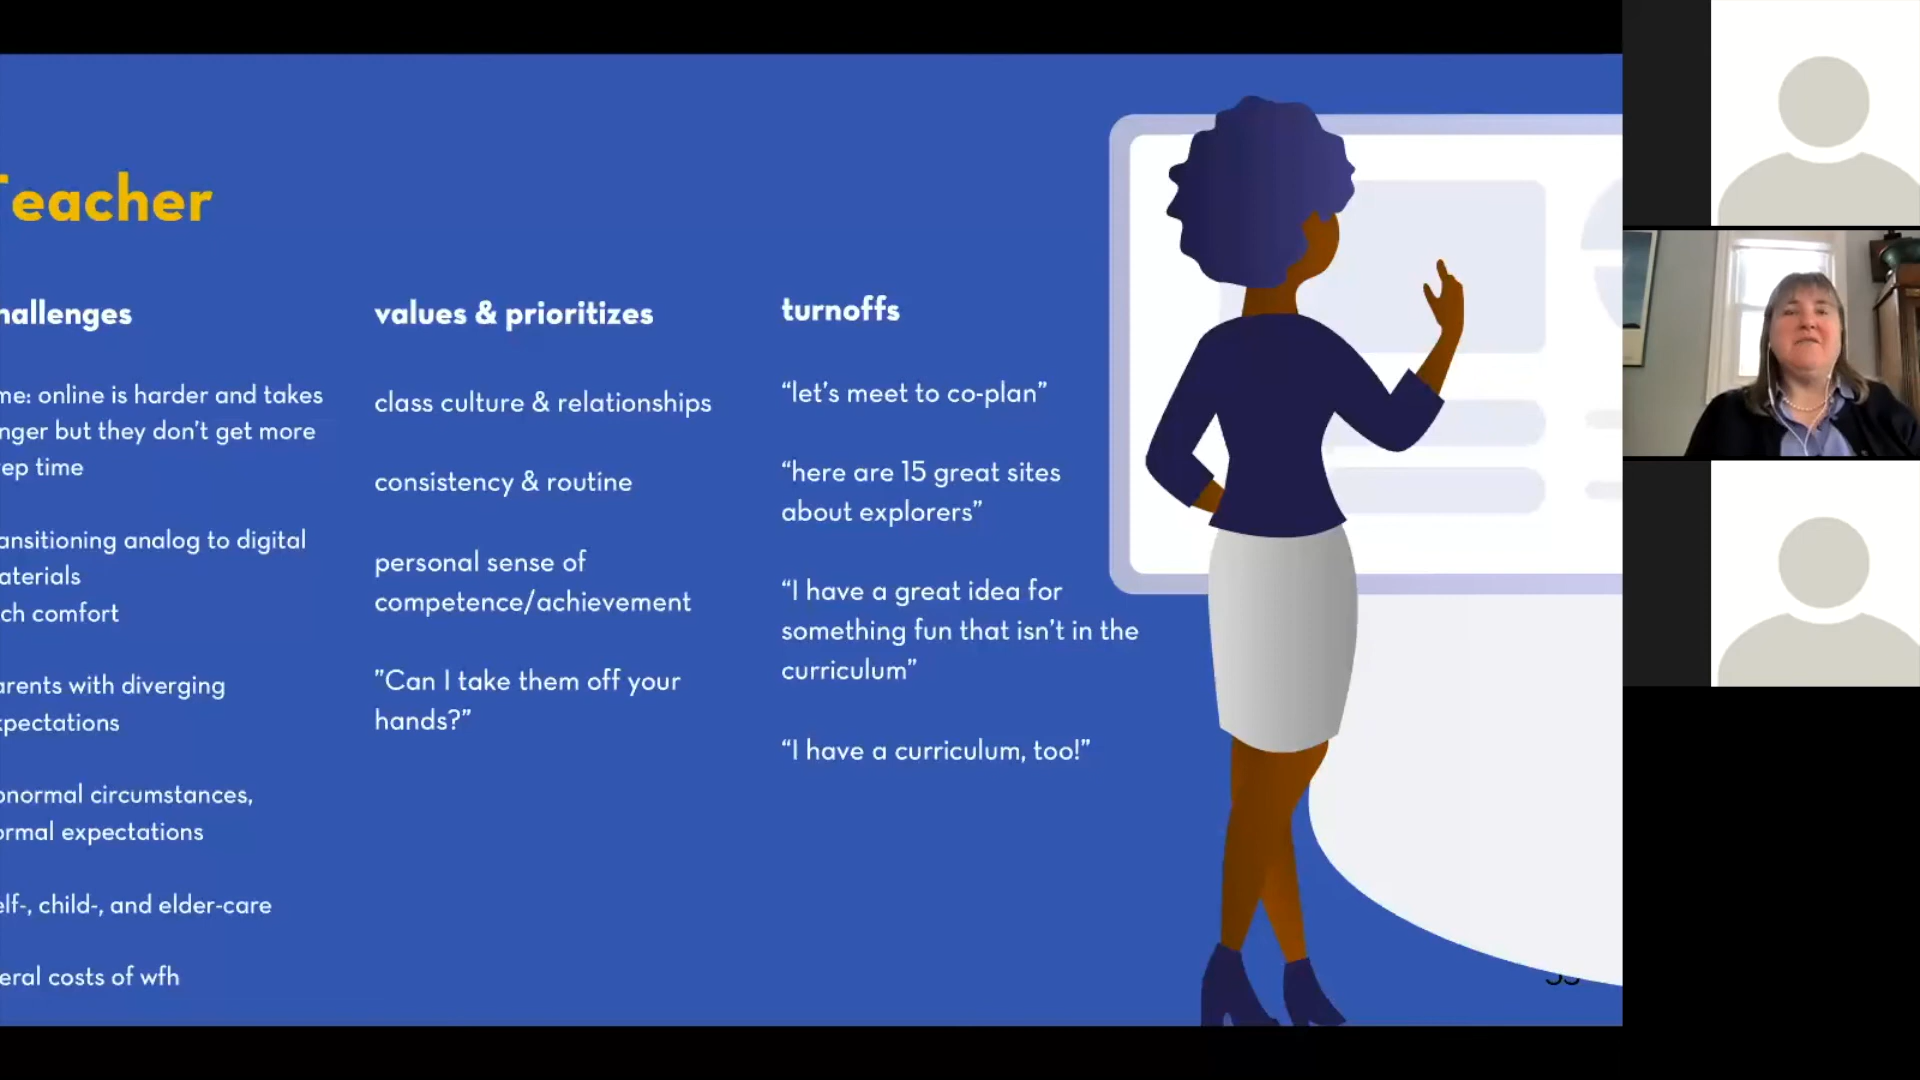 Teacher
hallenges
me: online is harder and takes
nger but they don't get more
ep time
ansitioning analog to digital
aterials
ch comfort
arents with diverging
xpectations
bnormal circumstances,
ormal expectations
elf-, child-, and elder-care
eral costs of wfh
values & prioritizes
class culture & relationships
consistency & routine
personal sense of
competence/achievement
"Can I take them off your
hands?"
turnoffs
“let’s meet to co-plan”
“here are 15 great sites
about explorers”
“I have a great idea for
something fun that isn’t in the
curriculum”
“I have a curriculum, too!”